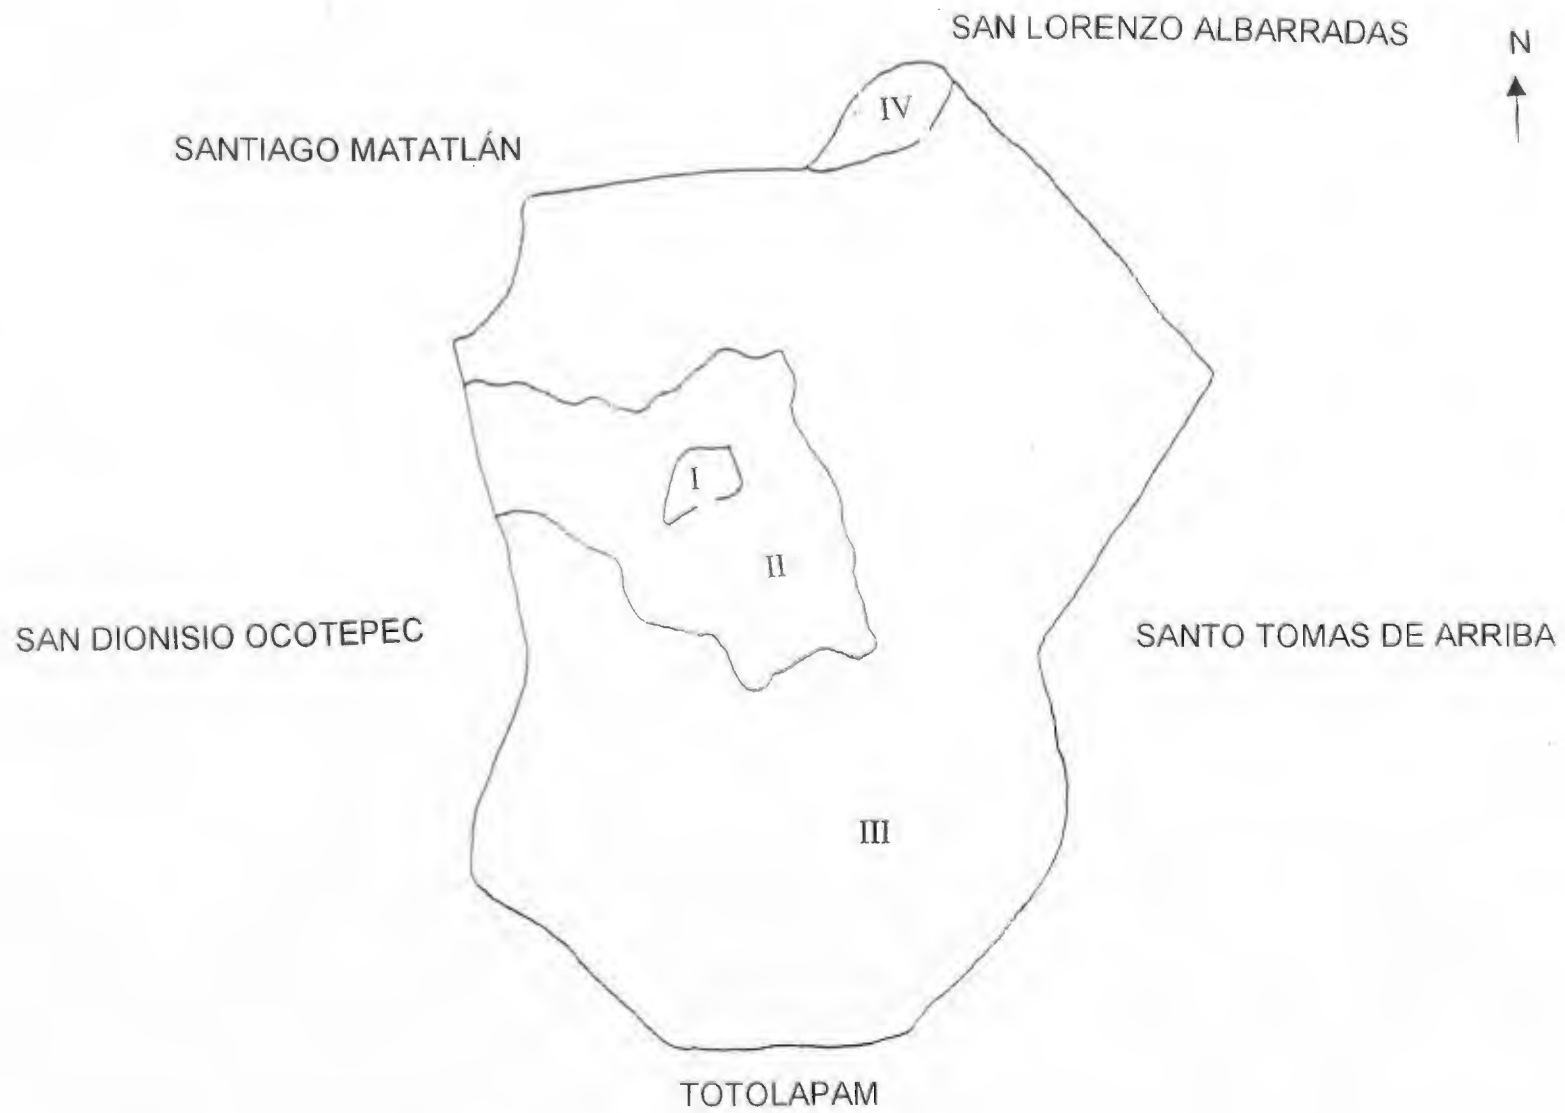 SAN LORENZO ALBARRADAS
N
IV
SANTIAGO MATATLÁN
I
II
SAN DIONISIO OCOTEPEC
SANTO TOMAS DE ARRIBA
III
TOTOLAPAM